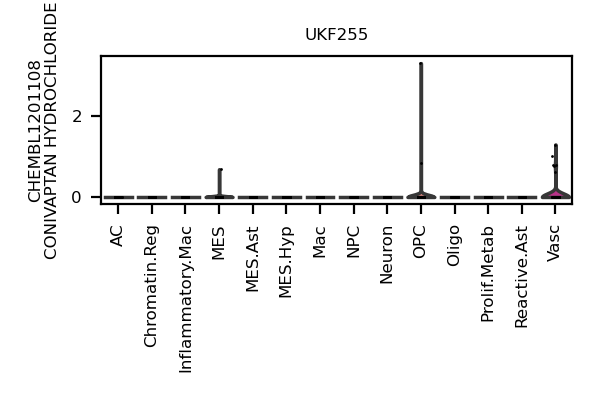 UKF255
CHEMBL1201108
CONIVAPTAN HYDROCHLORIDE
2
0
AC
Chromatin.Reg
Inflammatory.Mac
MES
MES.Ast
MES.Hyp
Mac
NPC
Neuron
OPC
Oligo
Prolif.Metab
Reactive.Ast
Vasc